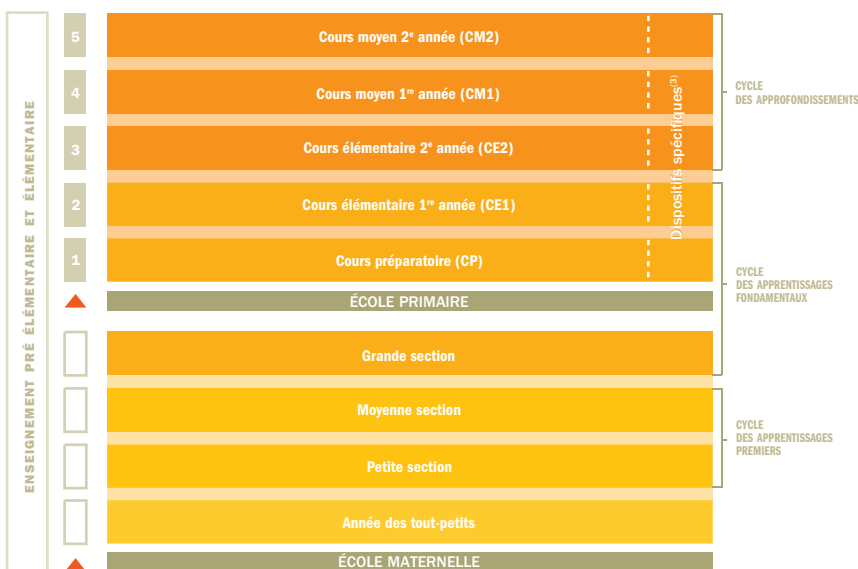 ENSEIGNEMENT PRÉ ÉLÉMENTAIRE ET ÉLÉMENTAIRE
5
Cours moyen 2e année (CM2)
4
Cours moyen 1re année (CM1)
3
Cours élémentaire 2e année (CE2)
2
Cours élémentaire 1re année (CE1)
1
Cours préparatoire (CP)
Dispositifs spécifiques(3)
CYCLE
DES APPROFONDISSEMENTS
ÉCOLE PRIMAIRE
CYCLE
DES APPRENTISSAGES
FONDAMENTAUX
Grande section
Moyenne section
Petite section
CYCLE
DES APPRENTISSAGES
PREMIERS
Année des tout-petits
ÉCOLE MATERNELLE